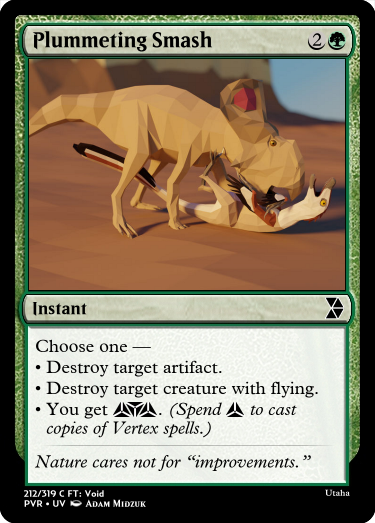 Plummeting Smash 2
Instant
Choose one —
• Destroy target artifact.
• Destroy target creature with flying.
• You get . (Spend to cast
copies of Vertex spells.)
Nature cares not for “improvements.”
212/319 C FT: Void
PVR • UV Adam Midzuk
Utaha